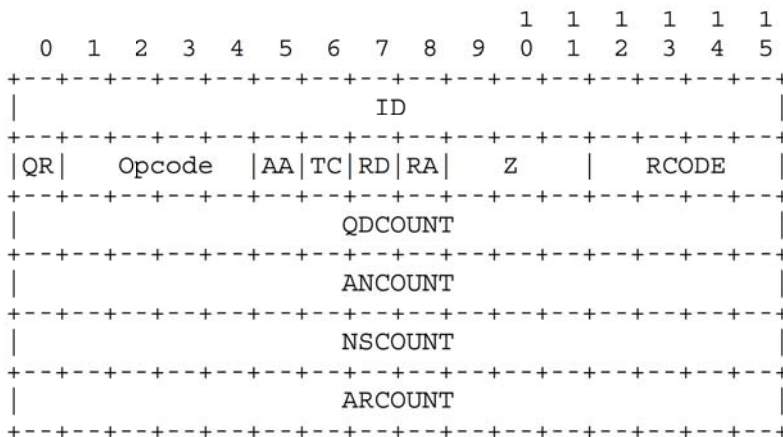 1 1 1 1 1 1
0 1 2 3 4 5 6 7 8 9 0 1 2 3 4 5
+--+--+--+--+--+--+--+--+--+--+--+--+--+--+--+--+
| ID |
+--+--+--+--+--+--+--+--+--+--+--+--+--+--+--+--+
|QR| Opcode |AA|TC|RD|RA| Z | RCODE |
+--+--+--+--+--+--+--+--+--+--+--+--+--+--+--+--+
| QDCOUNT |
+--+--+--+--+--+--+--+--+--+--+--+--+--+--+--+--+
| ANCOUNT |
+--+--+--+--+--+--+--+--+--+--+--+--+--+--+--+--+
| NSCOUNT |
+--+--+--+--+--+--+--+--+--+--+--+--+--+--+--+--+
| ARCOUNT |
+--+--+--+--+--+--+--+--+--+--+--+--+--+--+--+--+